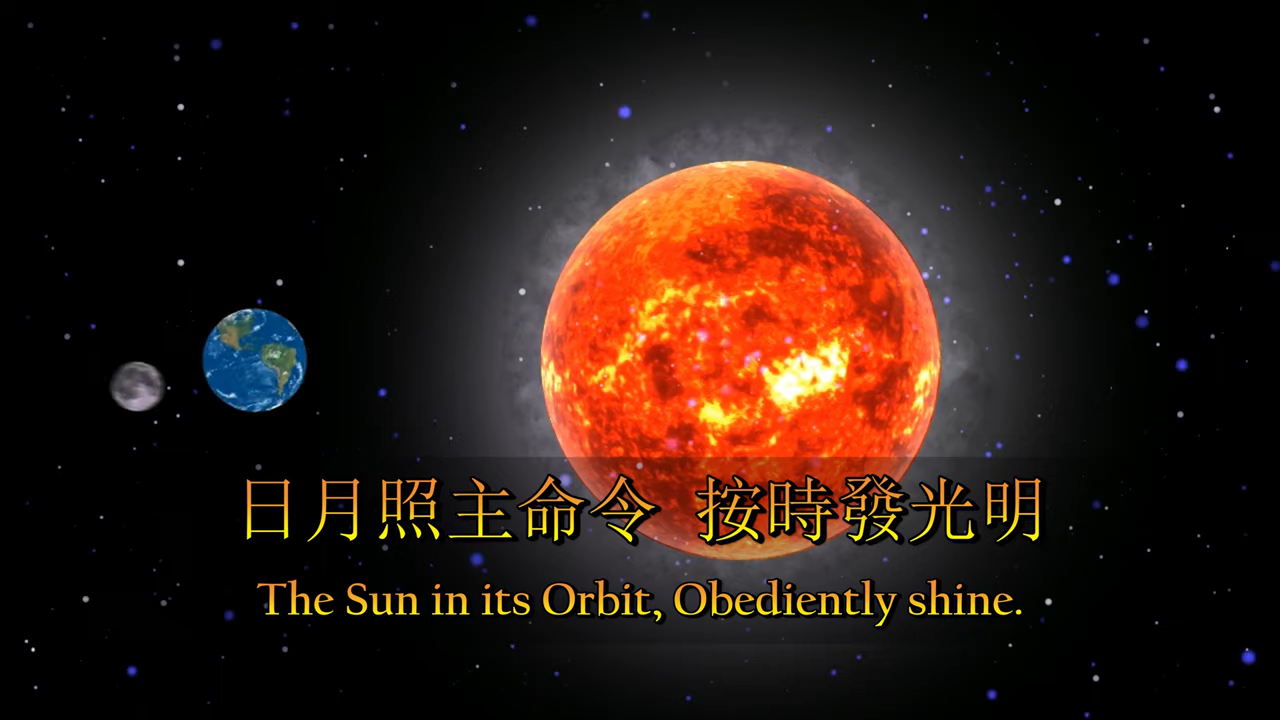 日月照主命令 按時發光明
The Sun in its Orbit, Obediently shine.